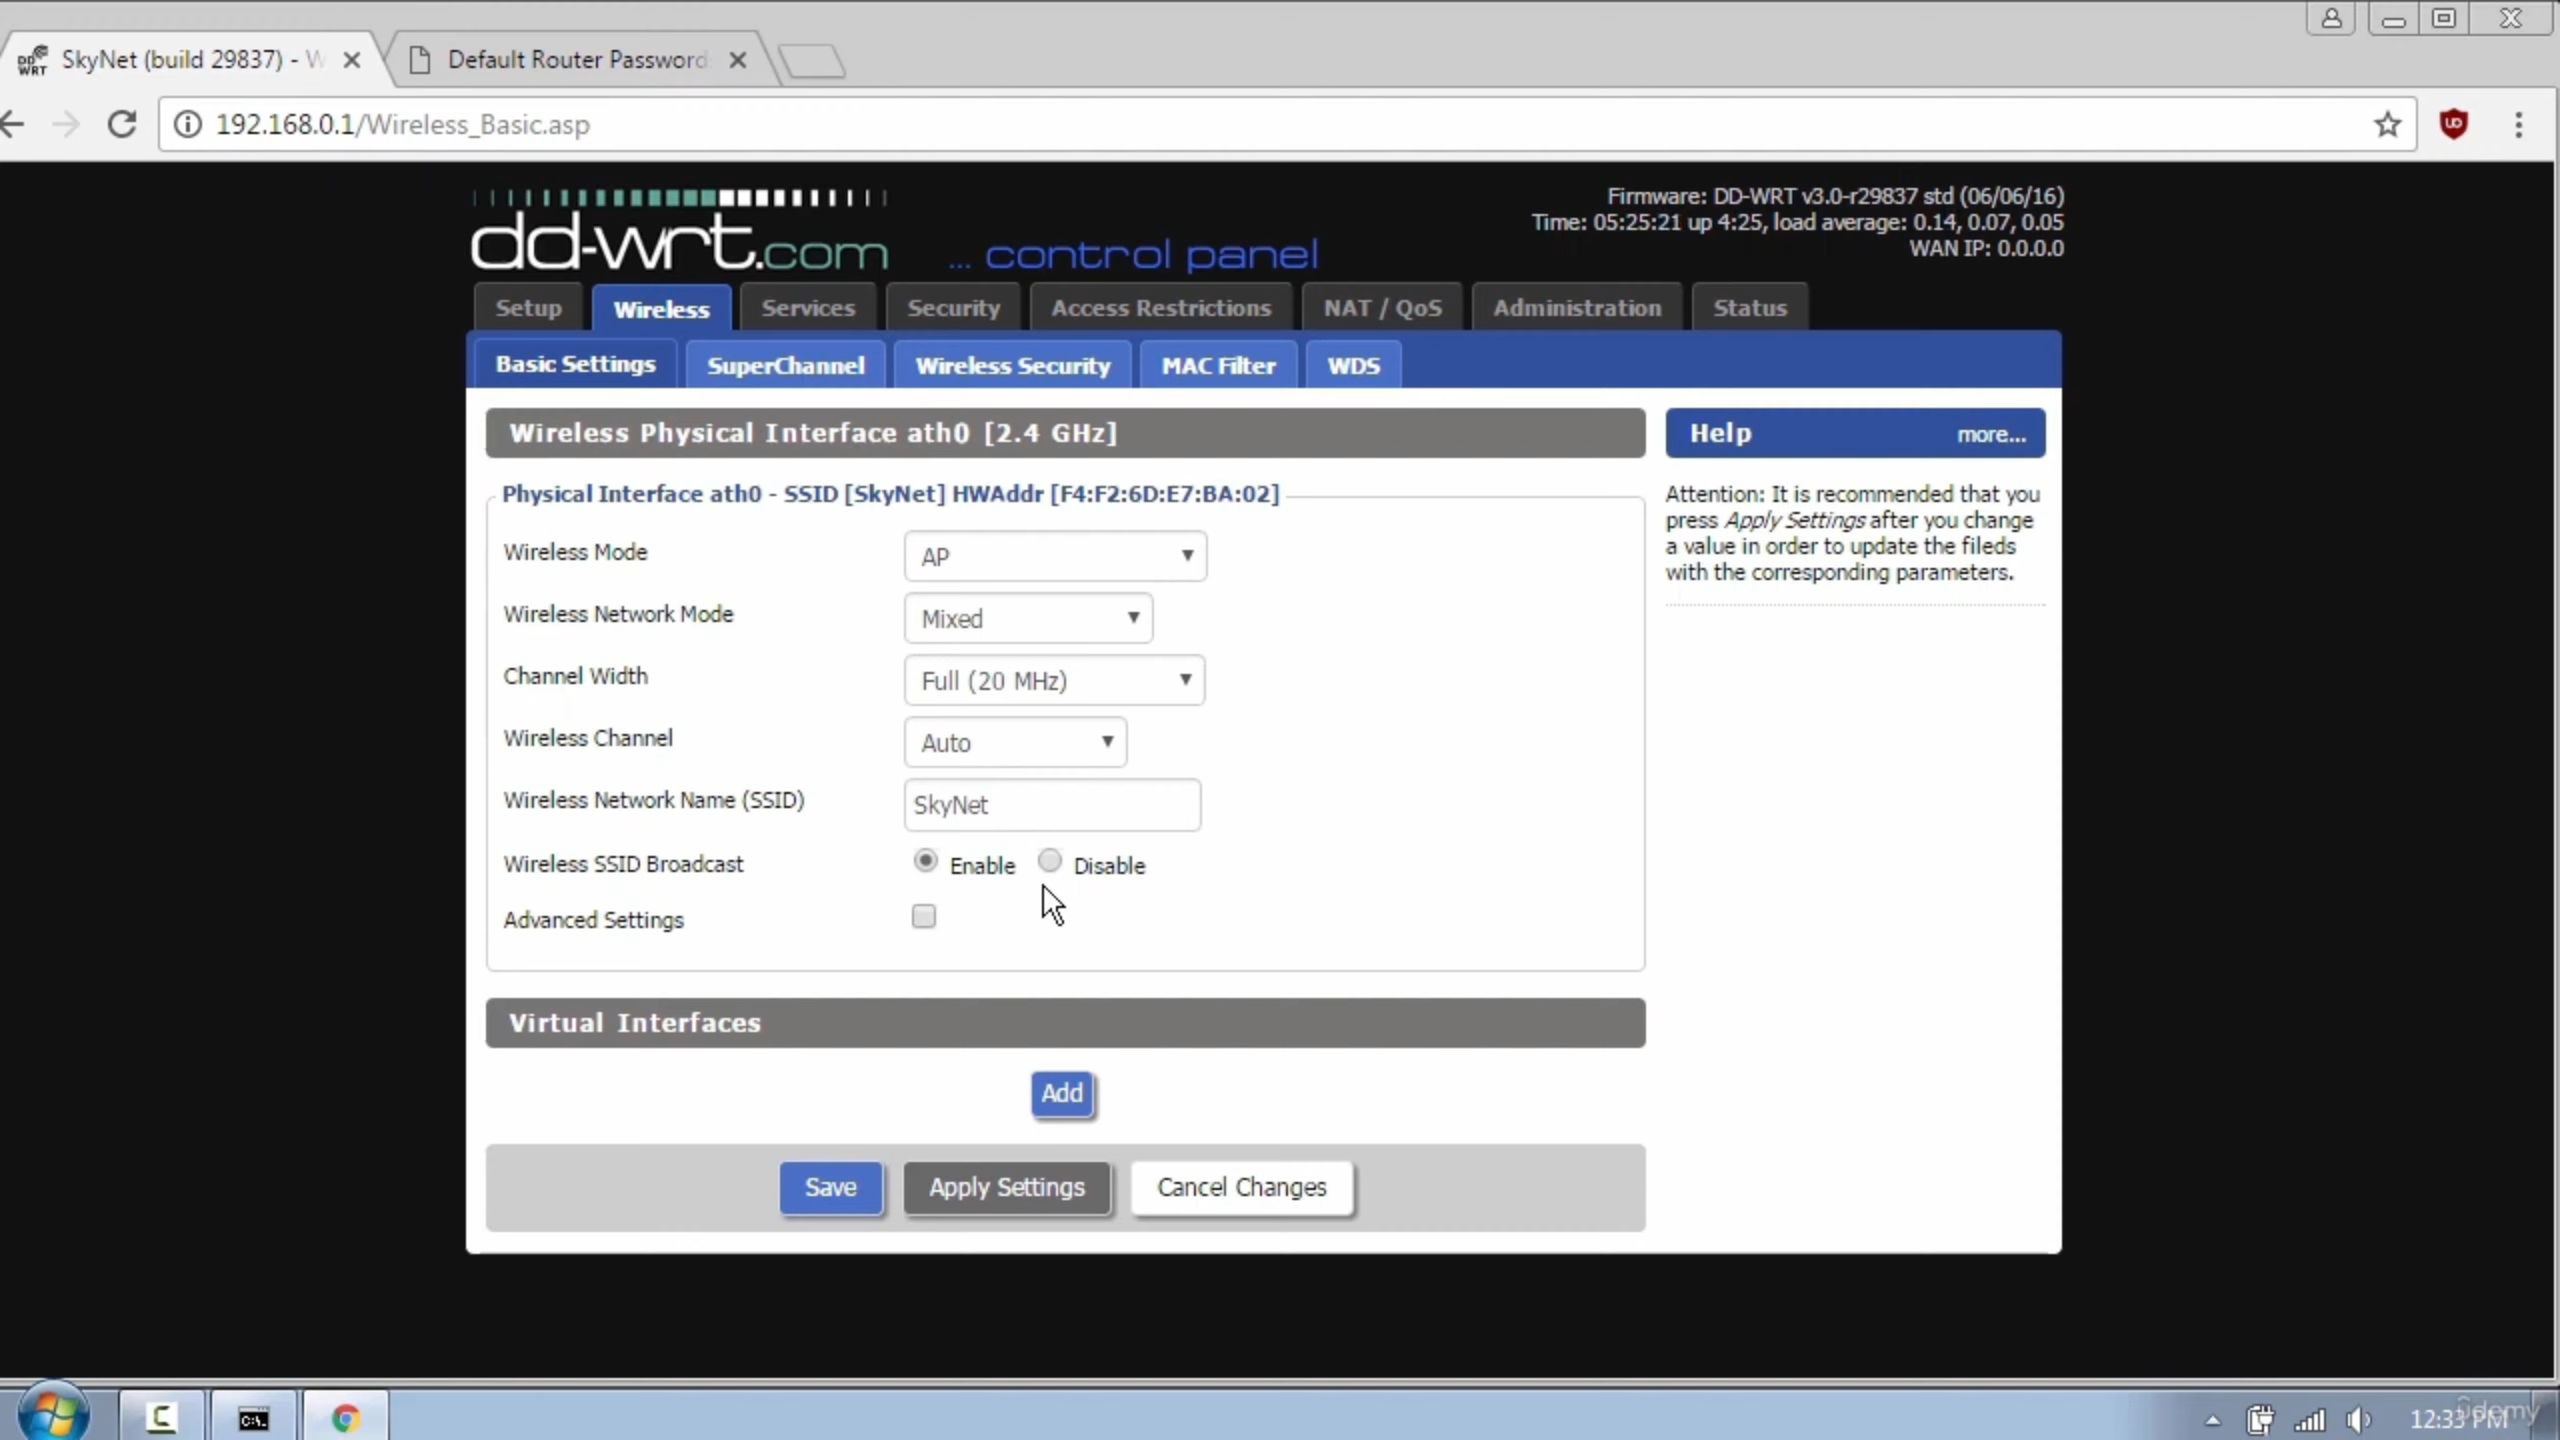 SkyNet (build 29837) - W
Default Router Password
192.168.0.1/Wireless_Basic.asp
dd-wrt.com ... control panel
Firmware: DD-WRT v3.0-r29837 std (06/06/16)
Time: 05:25:21 up 4:25, load average: 0.14, 0.07, 0.05
WAN IP: 0.0.0.0
Setup Wireless Services Security Access Restrictions NAT / QoS Administration Status
Basic Settings SuperChannel Wireless Security MAC Filter WDS
Wireless Physical Interface ath0 [2.4 GHz]
Physical Interface ath0 - SSID [SkyNet] HWAddr [F4:F2:6D:E7:BA:02]
Wireless Mode AP
Wireless Network Mode Mixed
Channel Width Full (20 MHz)
Wireless Channel Auto
Wireless Network Name (SSID) SkyNet
Wireless SSID Broadcast Enable Disable
Advanced Settings
Virtual Interfaces
Add
Save Apply Settings Cancel Changes
Help more...
Attention: It is recommended that you
press Apply Settings after you change
a value in order to update the fileds
with the corresponding parameters.
DD
WRT
C:\.
12:33 PM
ûdemy